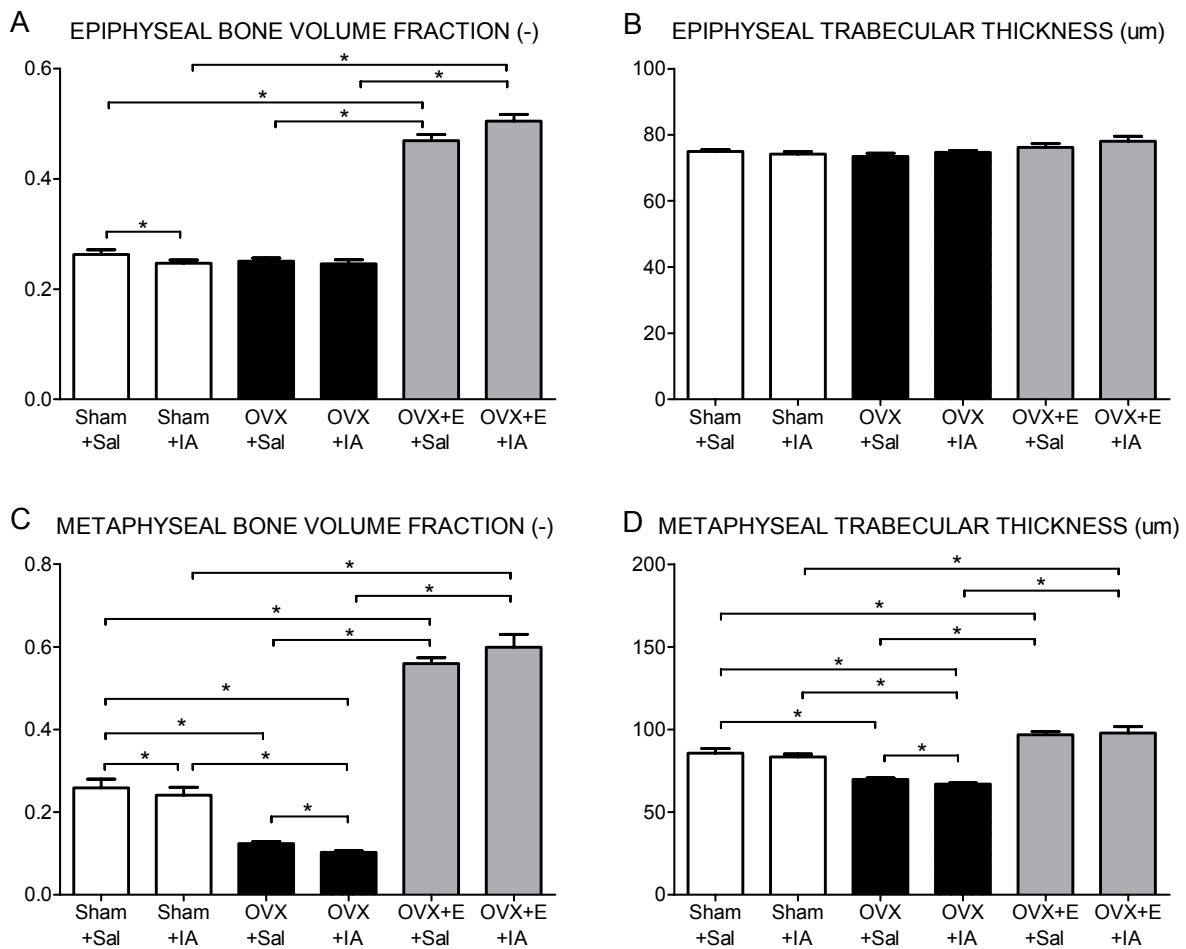 A EPIPHYSEAL BONE VOLUME FRACTION (-)
0.6
0.4
0.2
0.0
* * * * *
Sham +Sal
Sham +IA
OVX +Sal
OVX +IA
OVX+E +Sal
OVX+E +IA
B EPIPHYSEAL TRABECULAR THICKNESS (um)
100
80
60
40
20
0
Sham +Sal
Sham +IA
OVX +Sal
OVX +IA
OVX+E +Sal
OVX+E +IA
C METAPHYSEAL BONE VOLUME FRACTION (-)
0.8
0.6
0.4
0.2
0.0
* * * * * * * * *
Sham +Sal
Sham +IA
OVX +Sal
OVX +IA
OVX+E +Sal
OVX+E +IA
D METAPHYSEAL TRABECULAR THICKNESS (um)
200
150
100
50
0
* * * * * * * *
Sham +Sal
Sham +IA
OVX +Sal
OVX +IA
OVX+E +Sal
OVX+E +IA